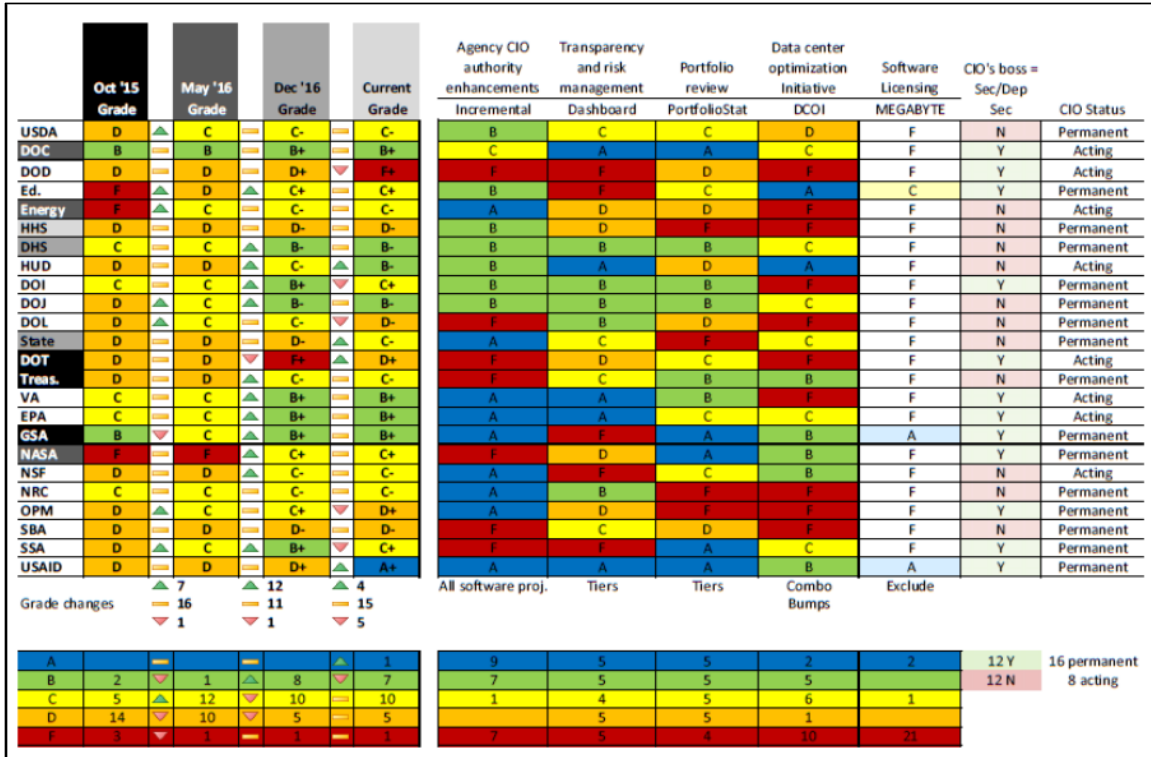 Agency CIO Transparency Data center
authority and risk Portfolio optimization Software CIO's boss =
Oct '15 May '16 Dec '16 Current enhancements management review Initiative Licensing Sec/Dep
Grade Grade Grade Grade Incremental Dashboard PortfolioStat DCOI MEGABYTE Sec CIO Status
USDA D C C- C- B C C D F N Permanent
DOC B B B+ B+ C A A C F Y Acting
DOD D D D+ F+ F F D F F Y Acting
Ed. F D C+ C+ B F C A C Y Permanent
Energy F C C- C- A D D F F N Acting
HHS D D D- D- B D F F F N Permanent
DHS C C B- B- B B B C F N Permanent
HUD D D C- B- B A D A F N Acting
DOI C C B+ C+ B B B F F Y Permanent
DOJ D C B- B- B B B C F N Permanent
DOL D C C- D- F B D F F N Permanent
State D D D- C- A C F C F N Permanent
DOT D D F+ D+ F D C F F Y Acting
Treas. D D C- C- F C B B F N Permanent
VA C C B+ B+ A A B F F Y Acting
EPA C C B+ B+ A A C C F Y Acting
GSA B C B+ B+ A F A B A Y Permanent
NASA F F C+ C+ F D A B F Y Permanent
NSF D D C- C- A F C B F N Acting
NRC C C C- C- A B F F F N Permanent
OPM D C C+ D+ A D F F F Y Permanent
SBA D D D- D- F C D F F N Permanent
SSA D C B+ C+ F F A C F Y Permanent
USAID D D D+ A+ A A A B A Y Permanent
7 12 4 All software proj. Tiers Tiers Combo Exclude
Grade changes 16 11 15 Bumps
1 1 5
A 1 9 5 5 2 2 12 Y 16 permanent
B 2 1 8 7 7 5 5 5 12 N 8 acting
C 5 12 10 10 1 4 5 6 1
D 14 10 5 5 5 5 1
F 3 1 1 1 7 5 4 10 21